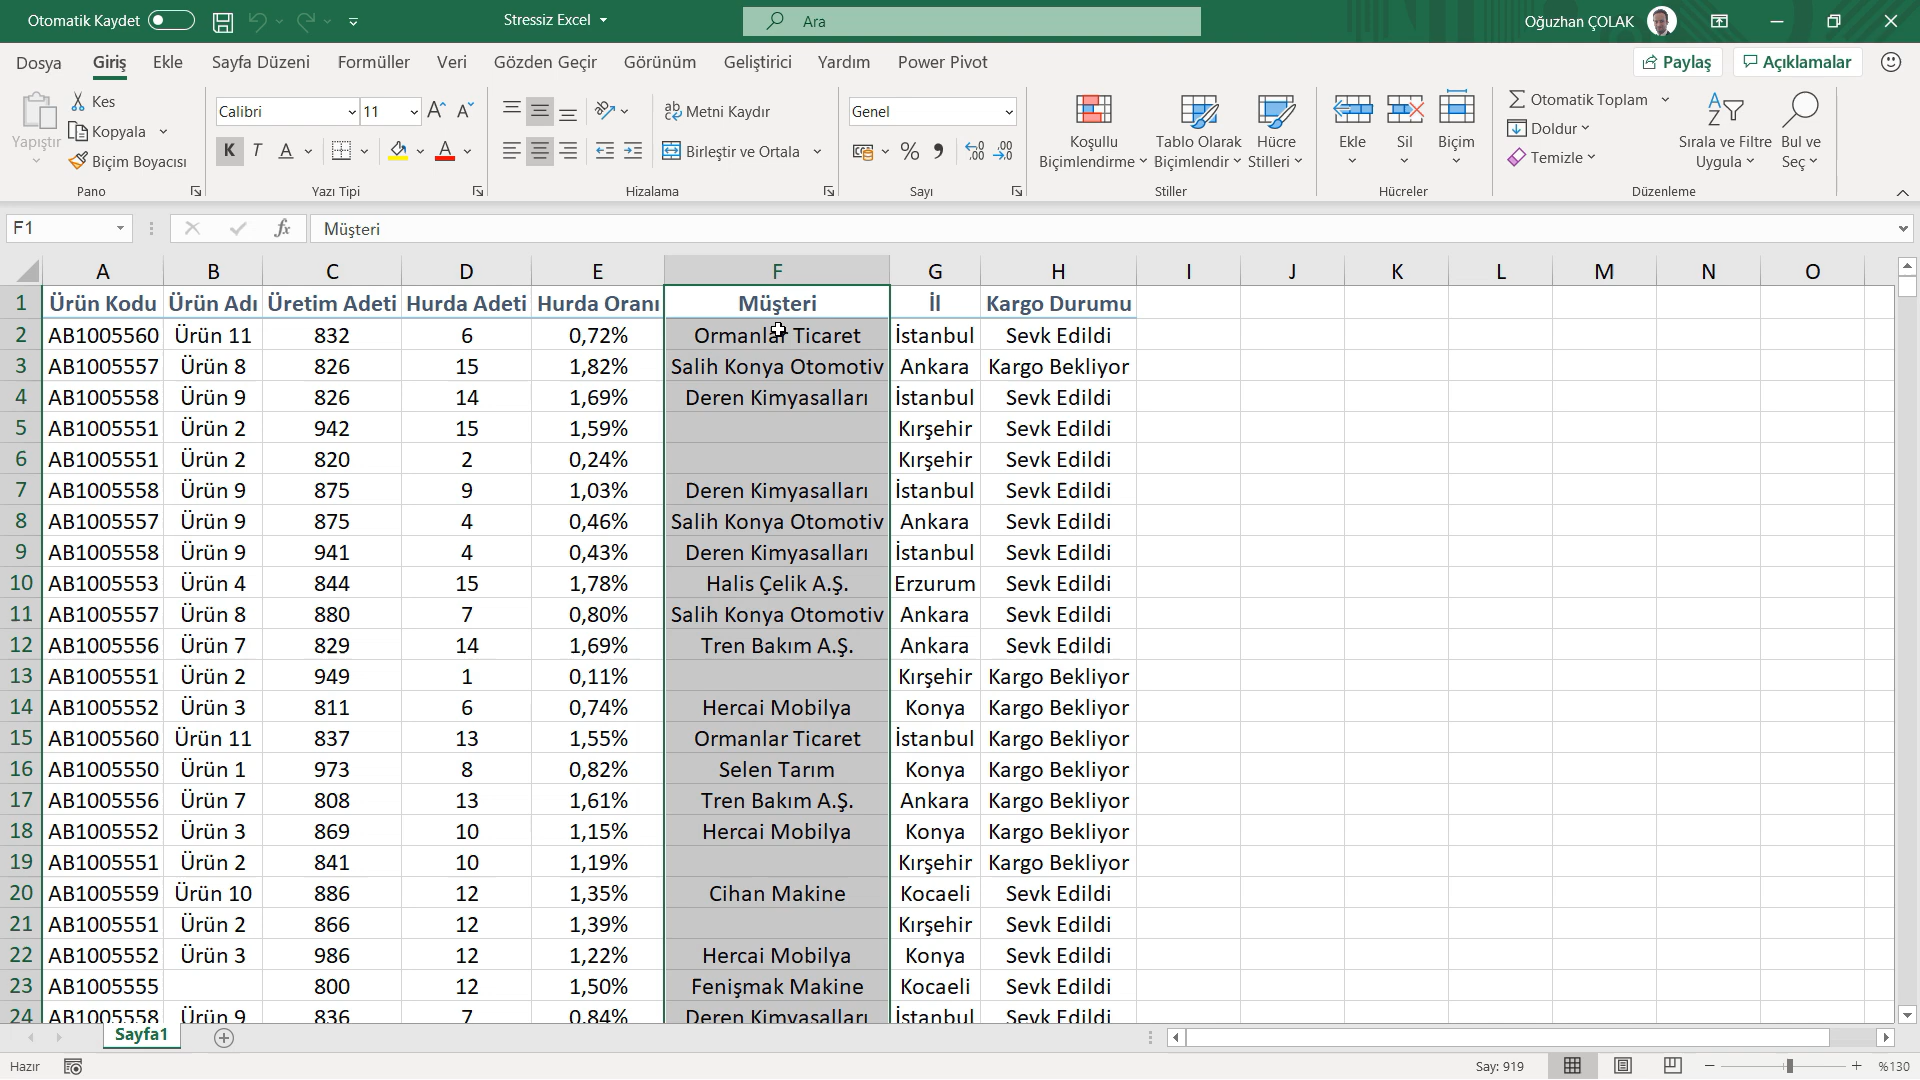 Otomatik Kaydet
Stressiz Excel
Ara
Oğuzhan ÇOLAK
Dosya Giriş Ekle Sayfa Düzeni Formüller Veri Gözden Geçir Görünüm Geliştirici Yardım Power Pivot
Paylaş Açıklamalar
Yapıştır
Kes
Kopyala
Biçim Boyacısı
Pano
Calibri 11
K T A A
Yazı Tipi
Metni Kaydır
Birleştir ve Ortala
Hizalama
Genel
Sayı
Koşullu Biçimlendirme
Tablo Olarak Biçimlendir
Hücre Stilleri
Stiller
Ekle Sil Biçim
Hücreler
Otomatik Toplam
Doldur
Temizle
Sırala ve Filtre Uygula
Bul ve Seç
Düzenleme
F1 fx Müşteri
A B C D E F G H I J K L M N O
1 Ürün Kodu Ürün Adı Üretim Adeti Hurda Adeti Hurda Oranı Müşteri İl Kargo Durumu
2 AB1005560 Ürün 11 832 6 0,72% Ormanlar Ticaret İstanbul Sevk Edildi
3 AB1005557 Ürün 8 826 15 1,82% Salih Konya Otomotiv Ankara Kargo Bekliyor
4 AB1005558 Ürün 9 826 14 1,69% Deren Kimyasalları İstanbul Sevk Edildi
5 AB1005551 Ürün 2 942 15 1,59% Kırşehir Sevk Edildi
6 AB1005551 Ürün 2 820 2 0,24% Kırşehir Sevk Edildi
7 AB1005558 Ürün 9 875 9 1,03% Deren Kimyasalları İstanbul Sevk Edildi
8 AB1005557 Ürün 9 875 4 0,46% Salih Konya Otomotiv Ankara Sevk Edildi
9 AB1005558 Ürün 9 941 4 0,43% Deren Kimyasalları İstanbul Sevk Edildi
10 AB1005553 Ürün 4 844 15 1,78% Halis Çelik A.Ş. Erzurum Sevk Edildi
11 AB1005557 Ürün 8 880 7 0,80% Salih Konya Otomotiv Ankara Sevk Edildi
12 AB1005556 Ürün 7 829 14 1,69% Tren Bakım A.Ş. Ankara Sevk Edildi
13 AB1005551 Ürün 2 949 1 0,11% Kırşehir Kargo Bekliyor
14 AB1005552 Ürün 3 811 6 0,74% Hercai Mobilya Konya Kargo Bekliyor
15 AB1005560 Ürün 11 837 13 1,55% Ormanlar Ticaret İstanbul Kargo Bekliyor
16 AB1005550 Ürün 1 973 8 0,82% Selen Tarım Konya Kargo Bekliyor
17 AB1005556 Ürün 7 808 13 1,61% Tren Bakım A.Ş. Ankara Kargo Bekliyor
18 AB1005552 Ürün 3 869 10 1,15% Hercai Mobilya Konya Kargo Bekliyor
19 AB1005551 Ürün 2 841 10 1,19% Kırşehir Kargo Bekliyor
20 AB1005559 Ürün 10 886 12 1,35% Cihan Makine Kocaeli Sevk Edildi
21 AB1005551 Ürün 2 866 12 1,39% Kırşehir Sevk Edildi
22 AB1005552 Ürün 3 986 12 1,22% Hercai Mobilya Konya Sevk Edildi
23 AB1005555 800 12 1,50% Fenişmak Makine Kocaeli Sevk Edildi
24 AB1005558 Ürün 9 836 7 0,84% Deren Kimyasalları İstanbul Sevk Edildi
Sayfa1
Hazır
Say: 919
%130